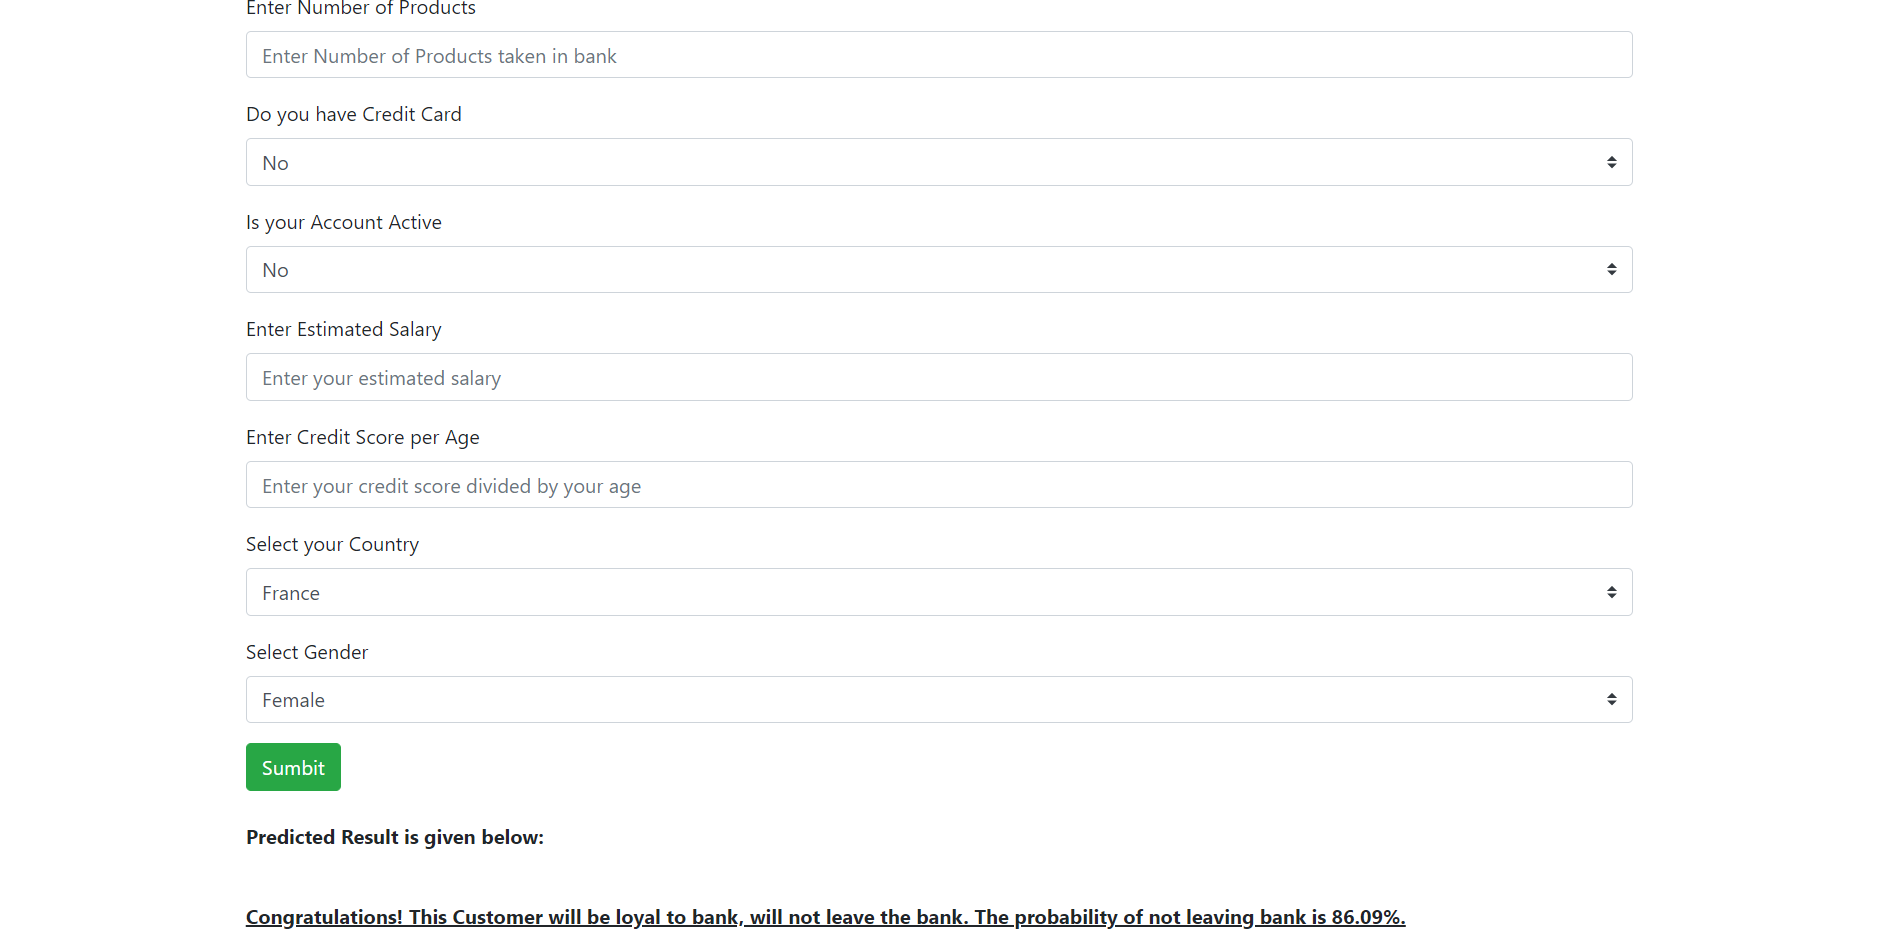 Enter Number of Products
Enter Number of Products taken in bank
Do you have Credit Card
No
Is your Account Active
No
Enter Estimated Salary
Enter your estimated salary
Enter Credit Score per Age
Enter your credit score divided by your age
Select your Country
France
Select Gender
Female
Sumbit
Predicted Result is given below:
Congratulations! This Customer will be loyal to bank, will not leave the bank. The probability of not leaving bank is 86.09%.